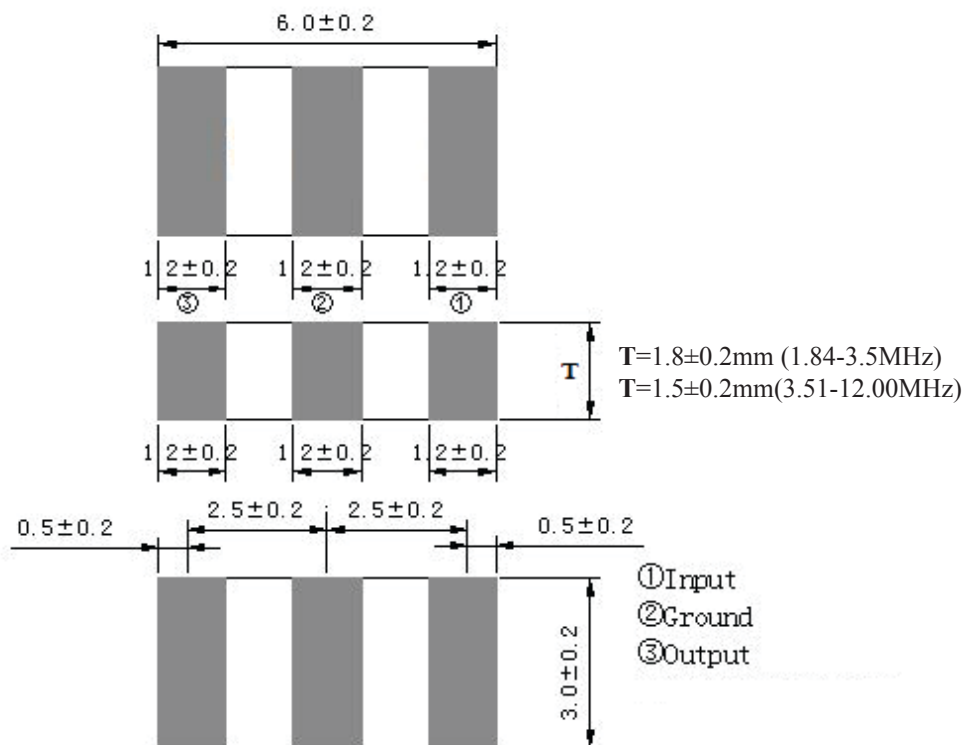 6.0±0.2
1.2±0.2 1.2±0.2 1.2±0.2
③ ② ①
T
T=1.8±0.2mm (1.84-3.5MHz)
T=1.5±0.2mm(3.51-12.00MHz)
1.2±0.2 1.2±0.2 1.2±0.2
0.5±0.2 2.5±0.2 2.5±0.2 0.5±0.2
①Input
②Ground
③Output
3.0±0.2